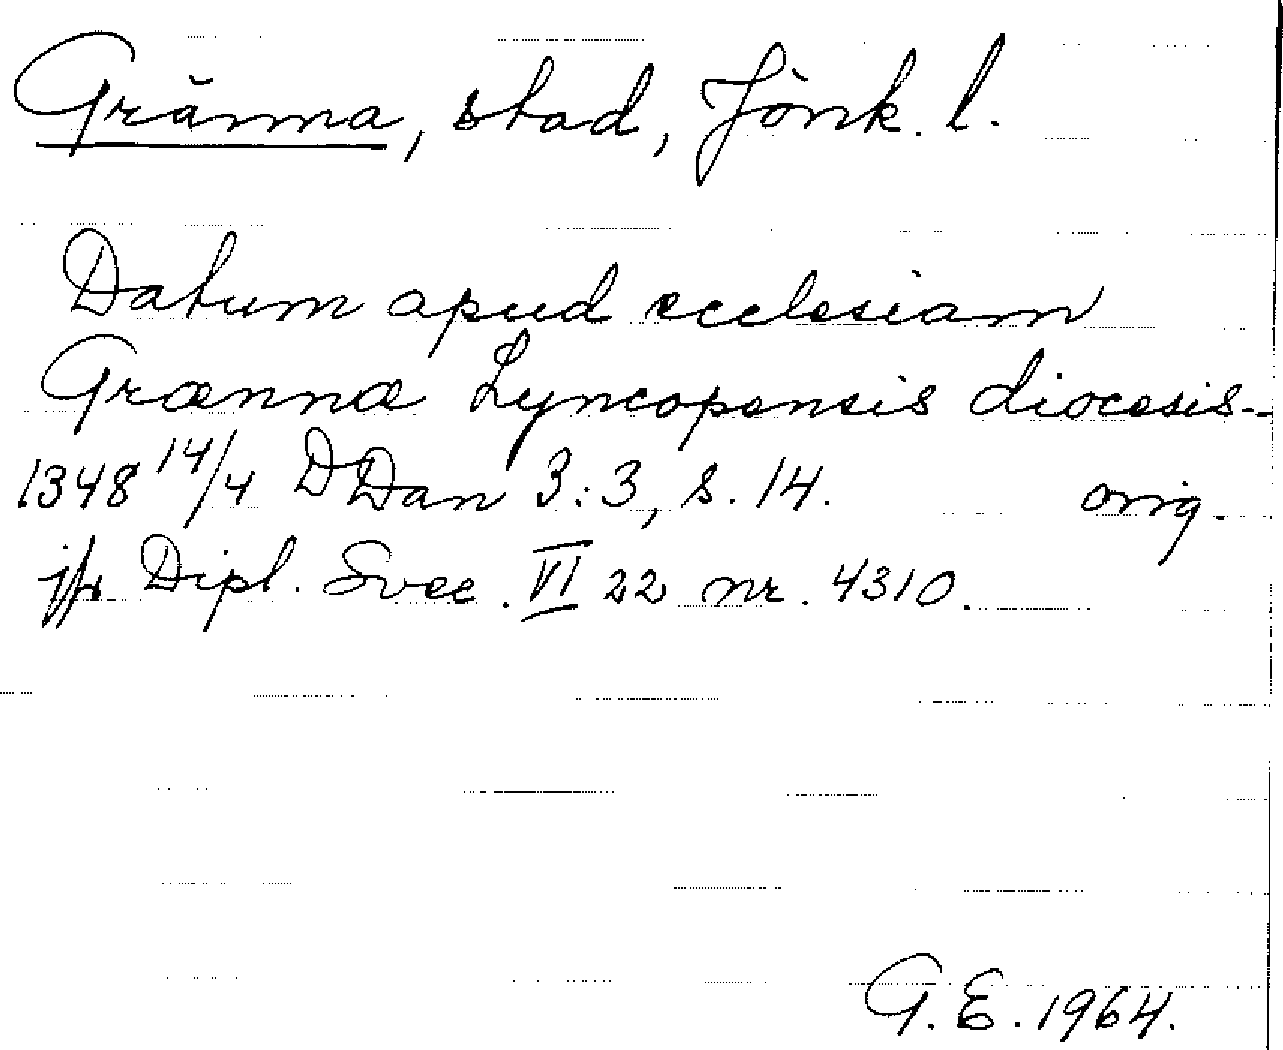 Gränna, stad, Jönk. l.
Datum apud ecclesiam
Grænnæ Lyncopensis diocesis-
1348 14/4 DDan 3:3, s. 14. orig.
jfr Dipl. Svec. VI 22 nr. 4310.
G. E. 1964.